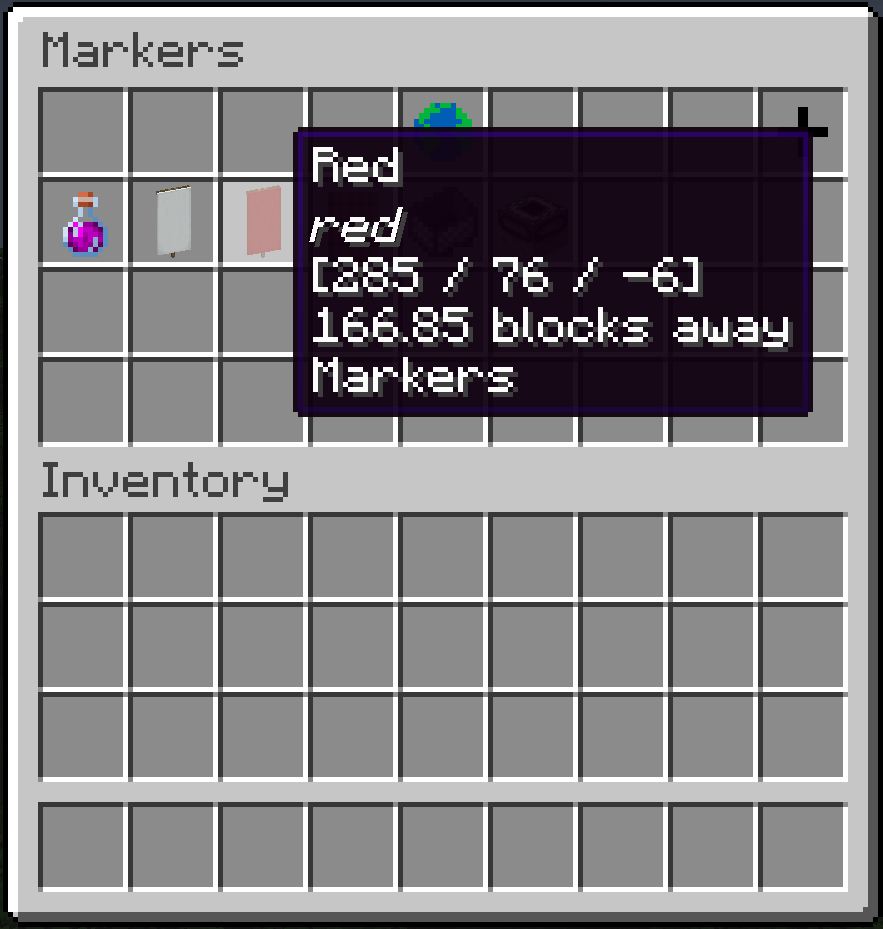 Markers
Red
red
[285 / 76 / -6]
166.85 blocks away
Markers
Inventory